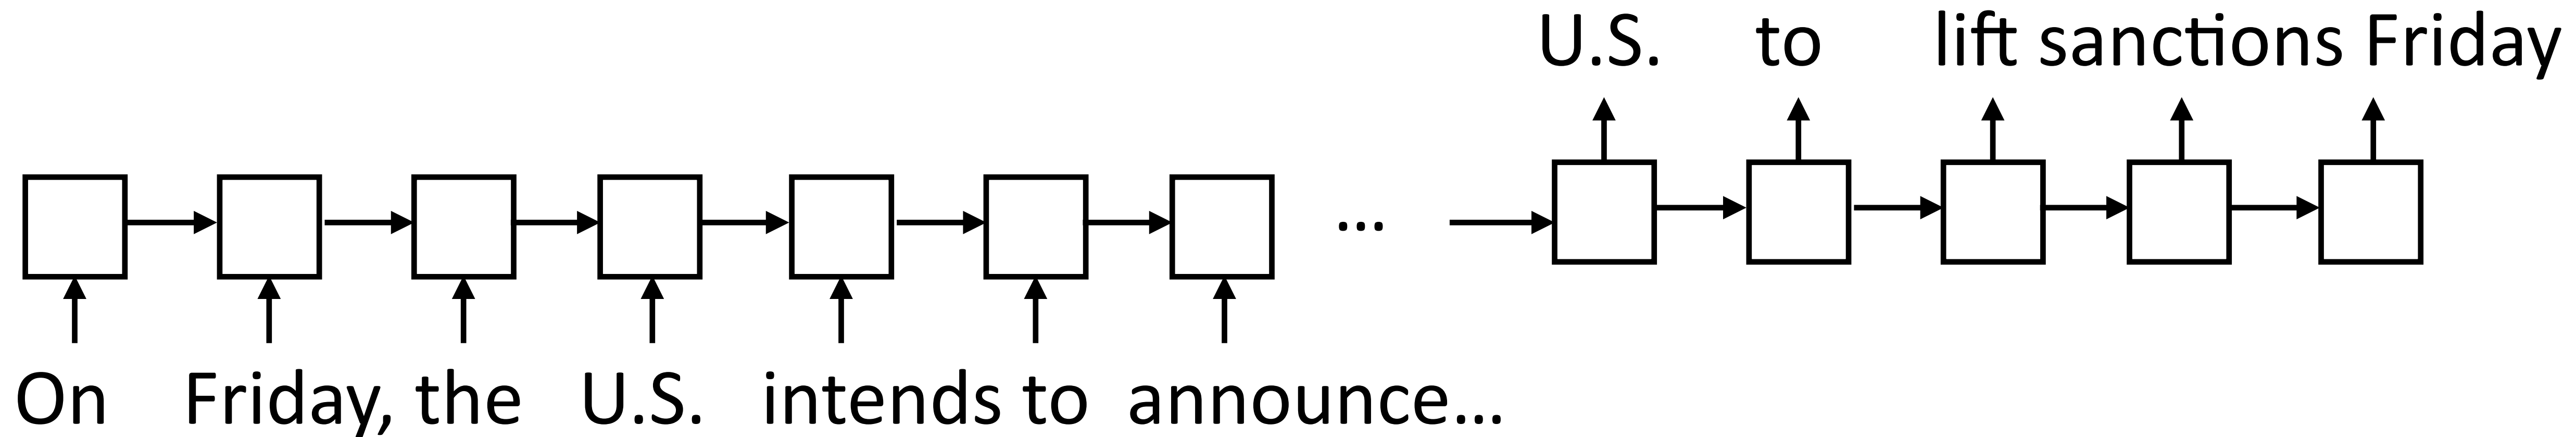 U.S. to lift sanctions Friday
...
On Friday, the U.S. intends to announce...